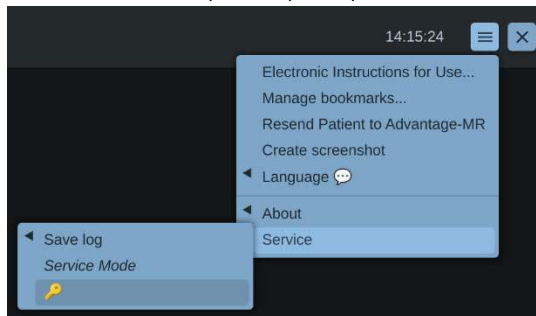 14:15:24
Electronic Instructions for Use...
Manage bookmarks...
Resend Patient to Advantage-MR
Create screenshot
Language
About
Service
Save log
Service Mode